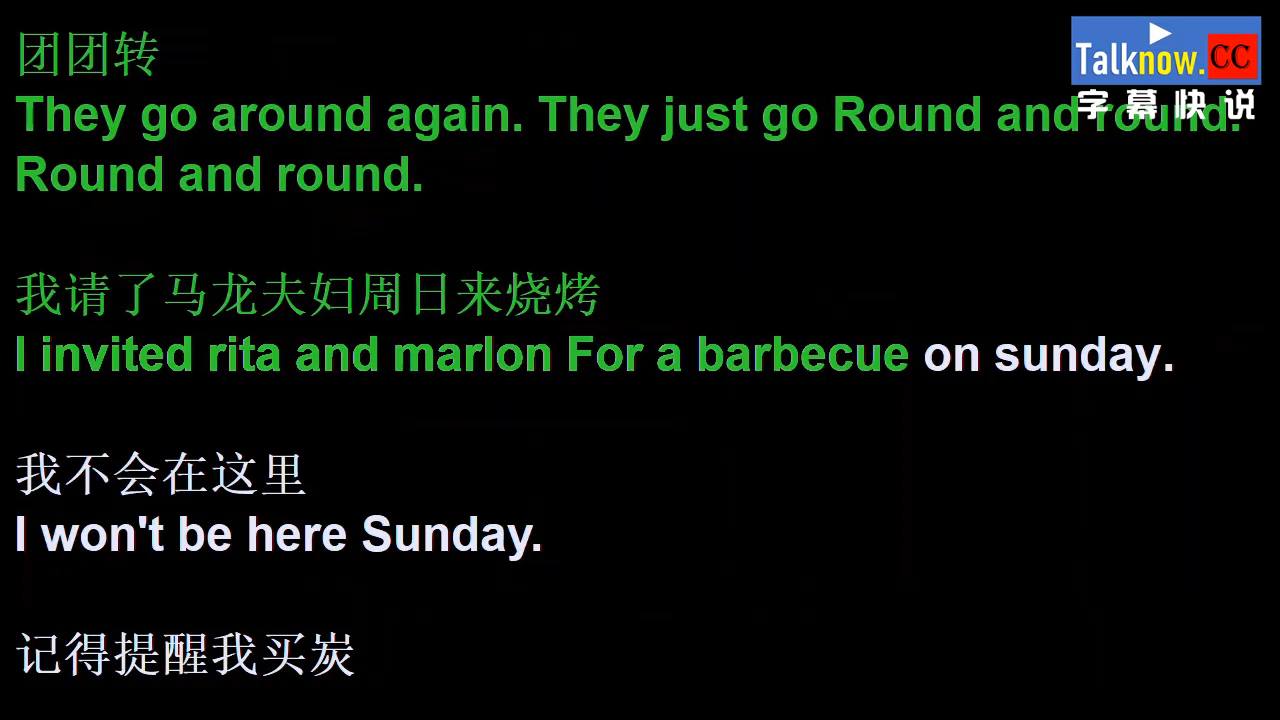 团团转
They go around again. They just go Round and round.
Round and round.
我请了马龙夫妇周日来烧烤
I invited rita and marlon For a barbecue on sunday.
我不会在这里
I won't be here Sunday.
记得提醒我买炭
Talknow.CC
字幕快说